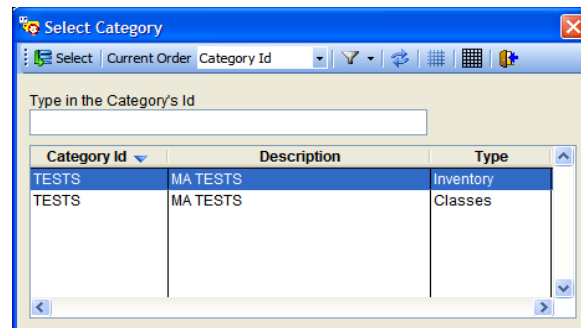 Select Category
Select Current Order Category Id
Type in the Category's Id
Category Id Description Type
TESTS MA TESTS Inventory
TESTS MA TESTS Classes